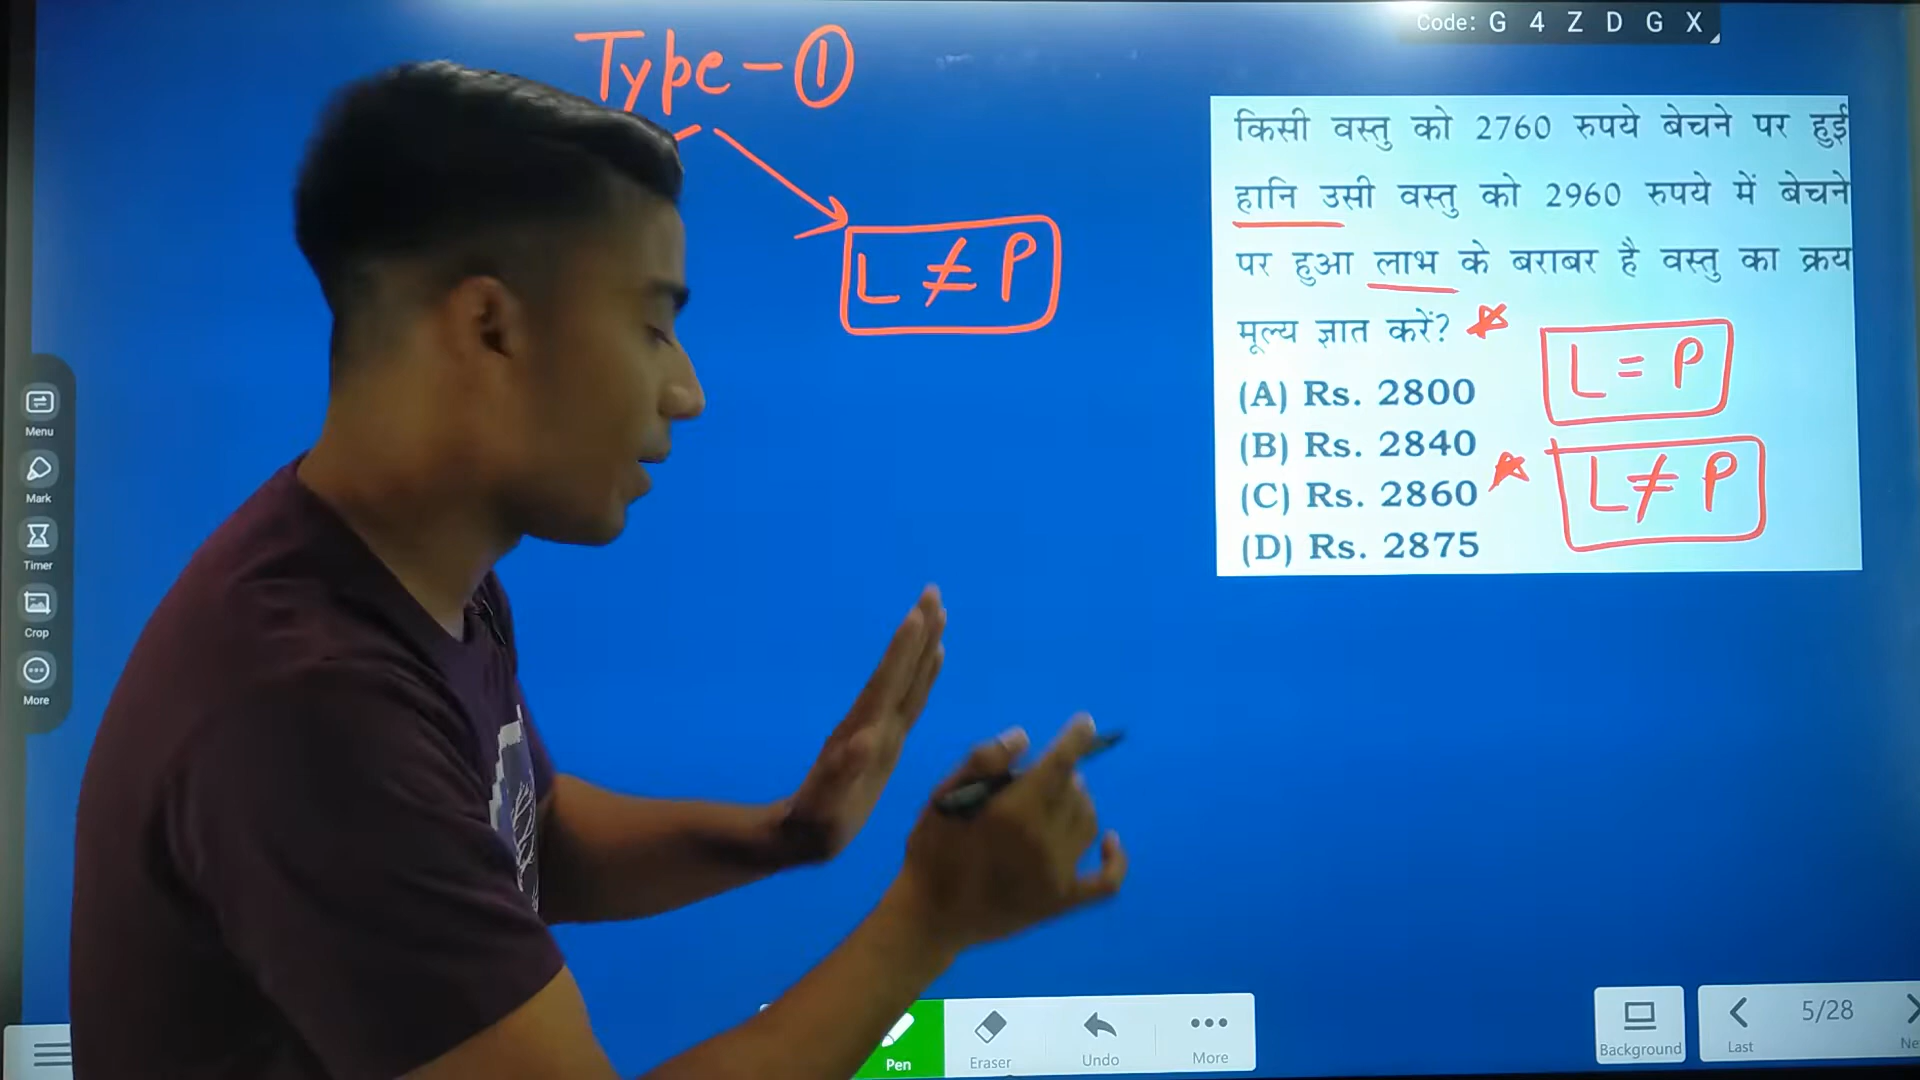 Code: G 4 Z D G X
Type-①
L ≠ P
किसी वस्तु को 2760 रुपये बेचने पर हुई
हानि उसी वस्तु को 2960 रुपये में बेचने
पर हुआ लाभ के बराबर है वस्तु का क्रय
मूल्य ज्ञात करें?
L = P
(A) Rs. 2800
(B) Rs. 2840
(C) Rs. 2860
L ≠ P
(D) Rs. 2875
Menu
Mark
Timer
Crop
More
Pen
Eraser
Undo
More
Background
Last
5/28